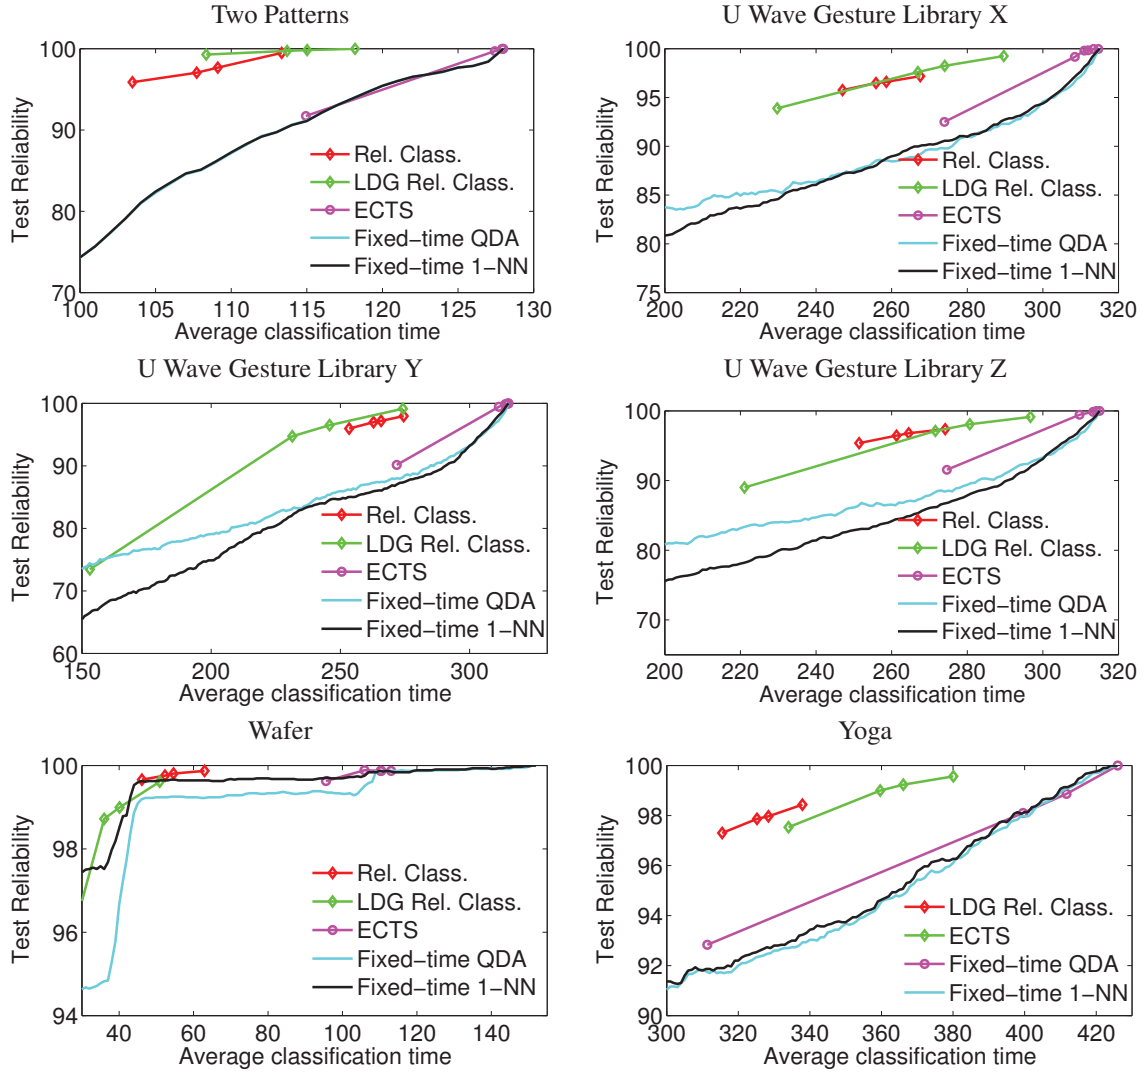 Two Patterns
100
90
80
70
Test Reliability
Rel. Class.
LDG Rel. Class.
ECTS
Fixed-time QDA
Fixed-time 1-NN
100 105 110 115 120 125 130
Average classification time
U Wave Gesture Library X
100
95
90
85
80
75
Test Reliability
Rel. Class.
LDG Rel. Class.
ECTS
Fixed-time QDA
Fixed-time 1-NN
200 220 240 260 280 300 320
Average classification time
U Wave Gesture Library Y
100
90
80
70
60
Test Reliability
Rel. Class.
LDG Rel. Class.
ECTS
Fixed-time QDA
Fixed-time 1-NN
150 200 250 300
Average classification time
U Wave Gesture Library Z
100
90
80
70
Test Reliability
Rel. Class.
LDG Rel. Class.
ECTS
Fixed-time QDA
Fixed-time 1-NN
200 220 240 260 280 300 320
Average classification time
Wafer
100
98
96
94
Test Reliability
Rel. Class.
LDG Rel. Class.
ECTS
Fixed-time QDA
Fixed-time 1-NN
40 60 80 100 120 140
Average classification time
Yoga
100
98
96
94
92
90
Test Reliability
LDG Rel. Class.
ECTS
Fixed-time QDA
Fixed-time 1-NN
300 320 340 360 380 400 420
Average classification time